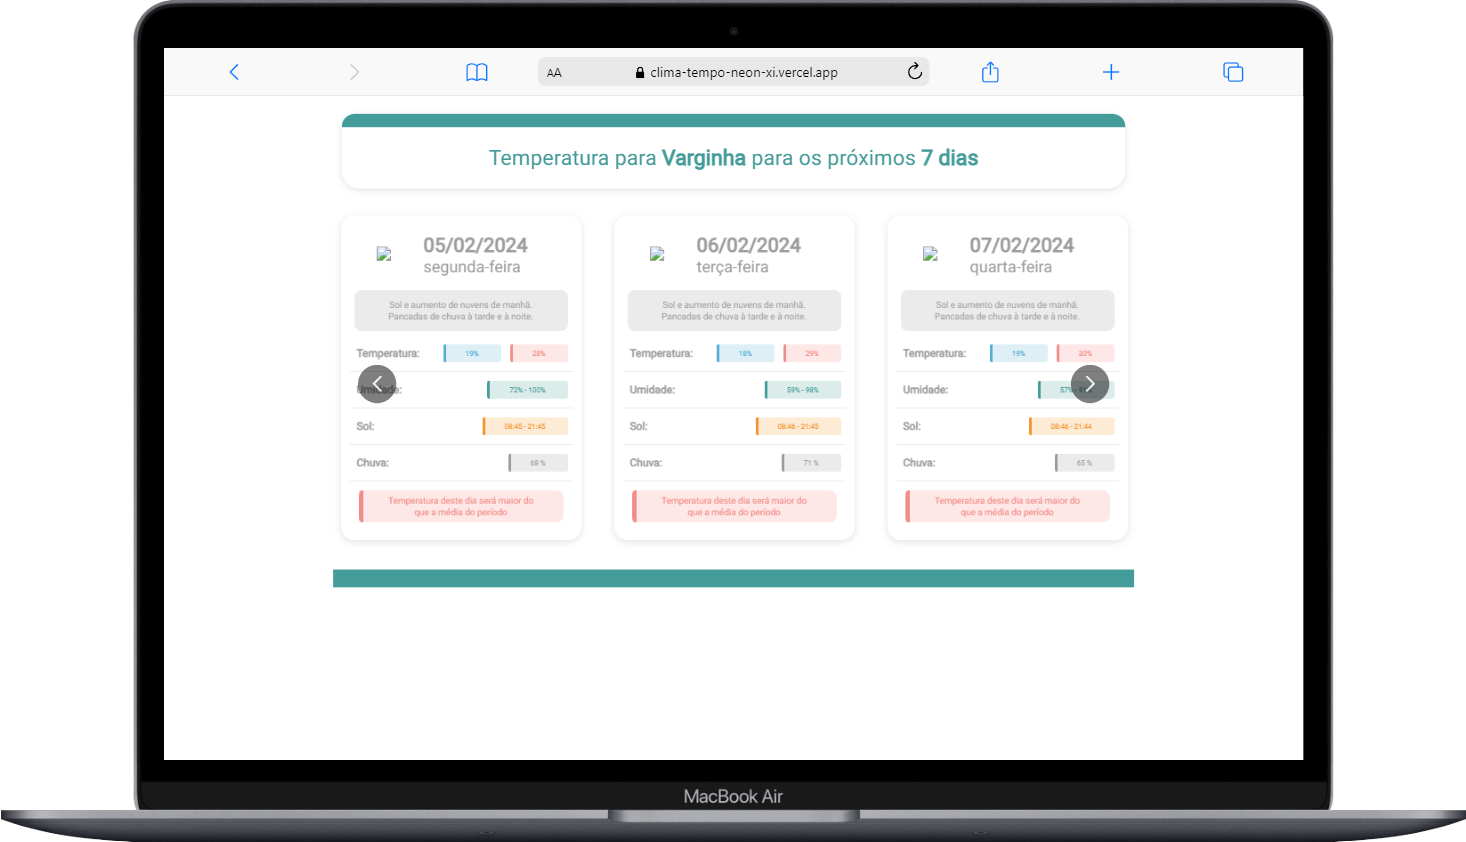 AA clima-tempo-neon-xi.vercel.app
Temperatura para Varginha para os próximos 7 dias
05/02/2024
segunda-feira
Sol e aumento de nuvens de manhã.
Pancadas de chuva à tarde e à noite.
Temperatura: 19% 28%
Umidade: 72% - 100%
Sol: 08:45 - 21:45
Chuva: 68 %
Temperatura deste dia será maior do
que a média do período
06/02/2024
terça-feira
Sol e aumento de nuvens de manhã.
Pancadas de chuva à tarde e à noite.
Temperatura: 18% 29%
Umidade: 59% - 98%
Sol: 08:46 - 21:45
Chuva: 71 %
Temperatura deste dia será maior do
que a média do período
07/02/2024
quarta-feira
Sol e aumento de nuvens de manhã.
Pancadas de chuva à tarde e à noite.
Temperatura: 19% 30%
Umidade: 57%
Sol: 08:46 - 21:44
Chuva: 65 %
Temperatura deste dia será maior do
que a média do período
MacBook Air